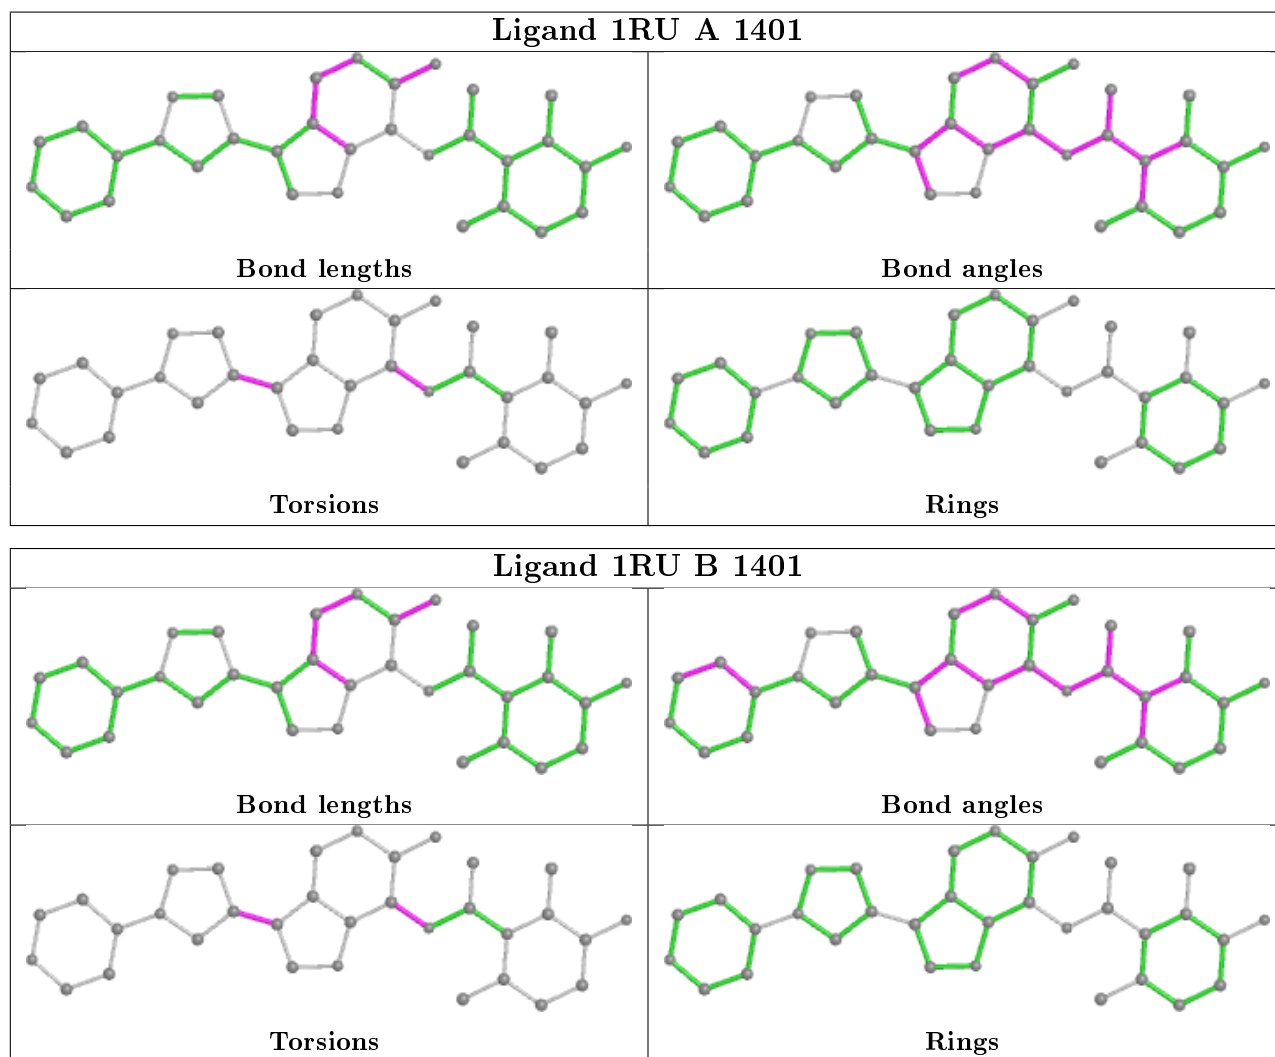 Ligand 1RU A 1401
Bond lengths
Bond angles
Torsions
Rings
Ligand 1RU B 1401
Bond lengths
Bond angles
Torsions
Rings